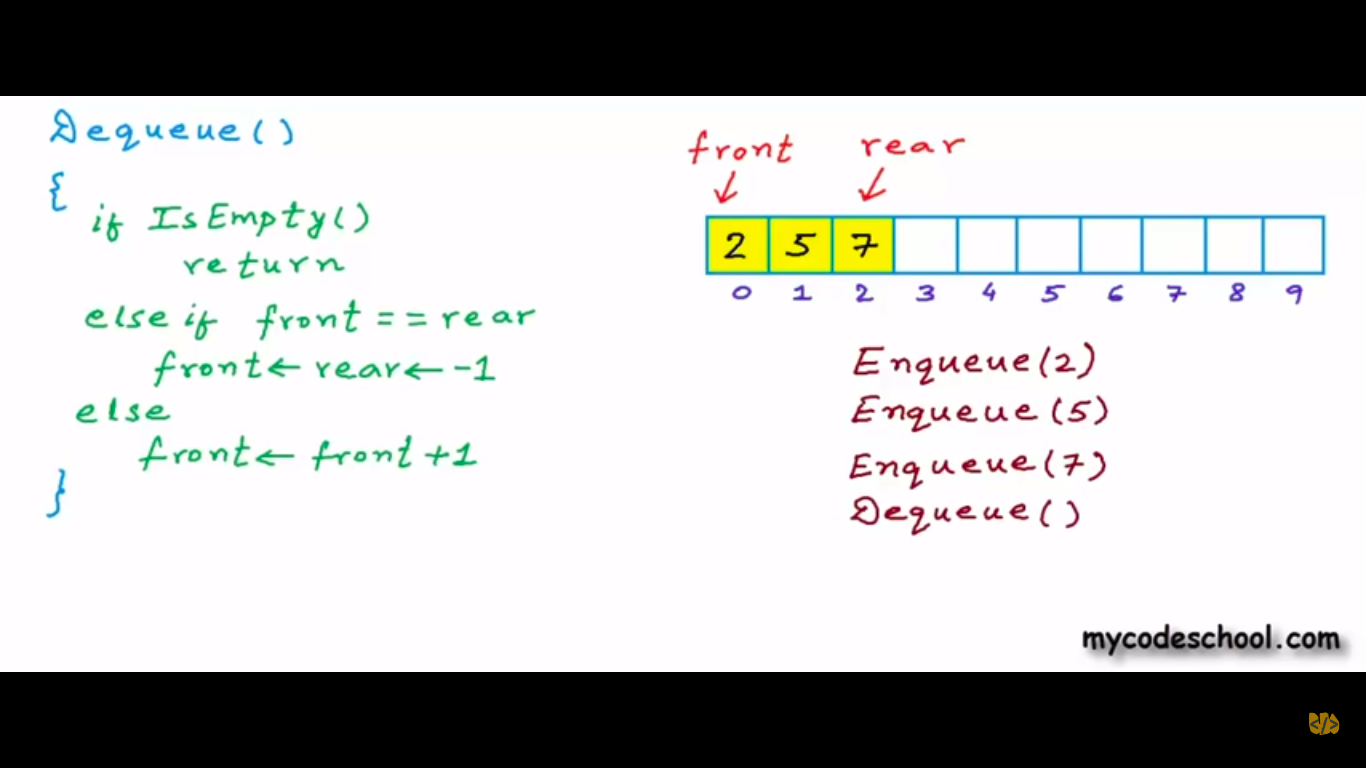 Dequeue()
{
if IsEmpty()
return
else if front == rear
front ← rear ← -1
else
front ← front +1
}
front rear
2 5 7
0 1 2 3 4 5 6 7 8 9
Enqueue(2)
Enqueue(5)
Enqueue(7)
Dequeue()
mycodeschool.com